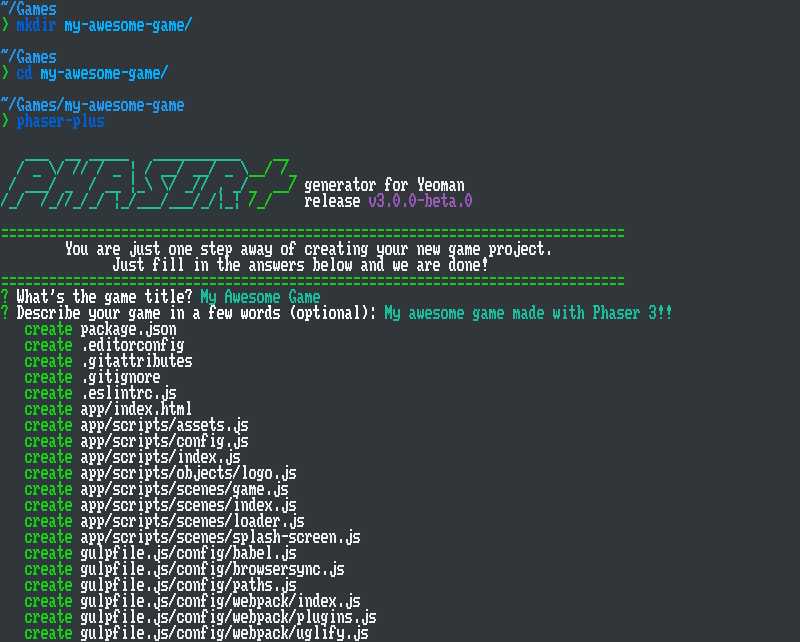 ~/Games
> mkdir my-awesome-game/
~/Games
> cd my-awesome-game/
~/Games/my-awesome-game
> phaser-plus
PHASER+
generator for Yeoman
release v3.0.0-beta.0
==============================================================================
You are just one step away of creating your new game project.
Just fill in the answers below and we are done!
==============================================================================
? What's the game title? My Awesome Game
? Describe your game in a few words (optional): My awesome game made with Phaser 3!!
create package.json
create .editorconfig
create .gitattributes
create .gitignore
create .eslintrc.js
create app/index.html
create app/scripts/assets.js
create app/scripts/config.js
create app/scripts/index.js
create app/scripts/objects/logo.js
create app/scripts/scenes/game.js
create app/scripts/scenes/index.js
create app/scripts/scenes/loader.js
create app/scripts/scenes/splash-screen.js
create gulpfile.js/config/babel.js
create gulpfile.js/config/browsersync.js
create gulpfile.js/config/paths.js
create gulpfile.js/config/webpack/index.js
create gulpfile.js/config/webpack/plugins.js
create gulpfile.js/config/webpack/uglify.js